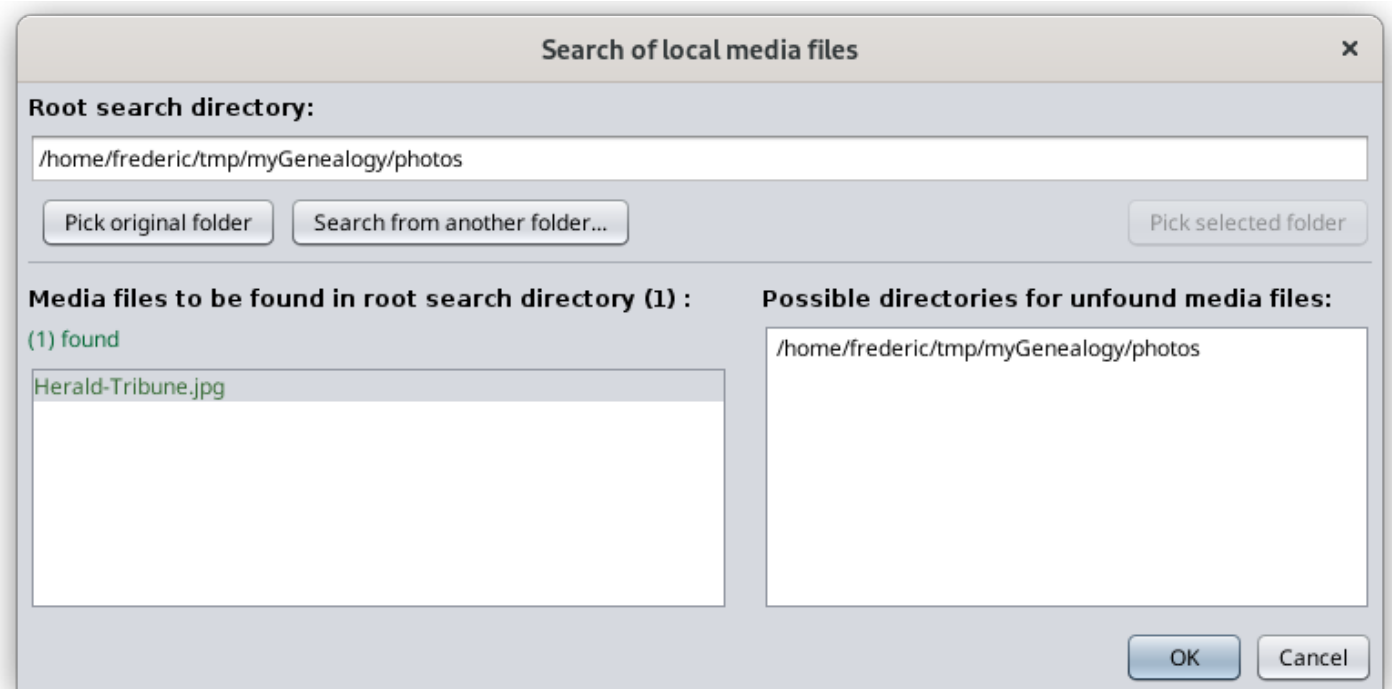 Search of local media files
Root search directory:
/home/frederic/tmp/myGenealogy/photos
Pick original folder
Search from another folder...
Pick selected folder
Media files to be found in root search directory (1) :
(1) found
Herald-Tribune.jpg
Possible directories for unfound media files:
/home/frederic/tmp/myGenealogy/photos
OK
Cancel